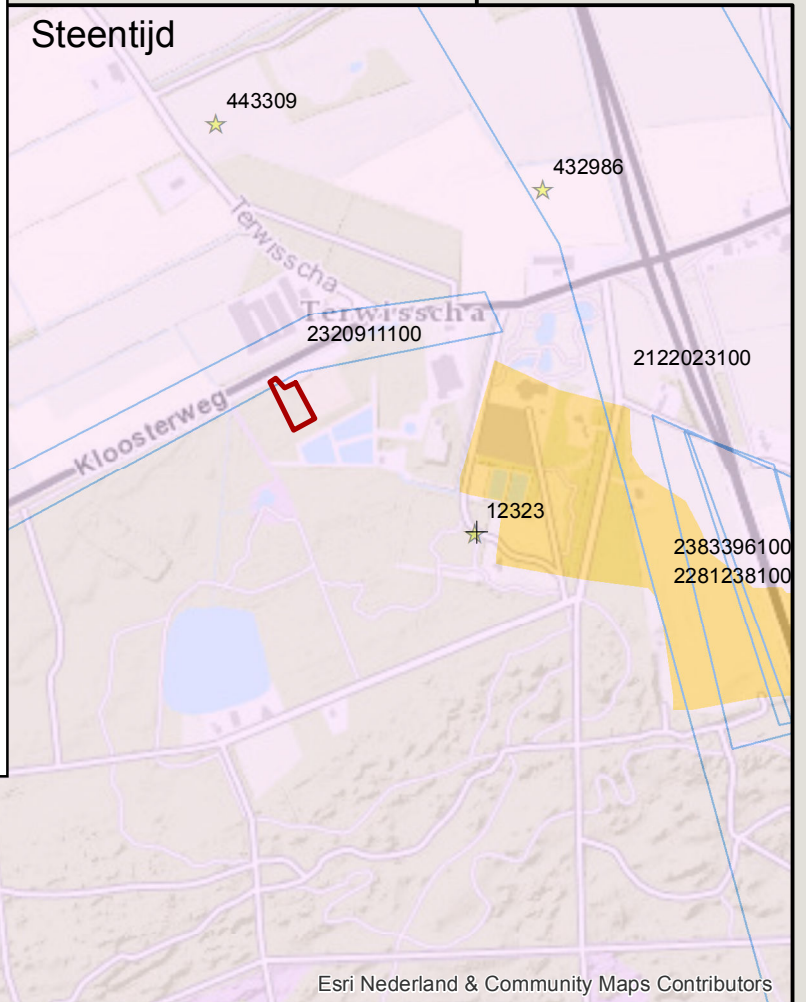 Steentijd
443309
432986
Terwisscha
Terwisscha
2320911100
2122023100
Kloosterweg
12323
2383396100
2281238100
Esri Nederland & Community Maps Contributors